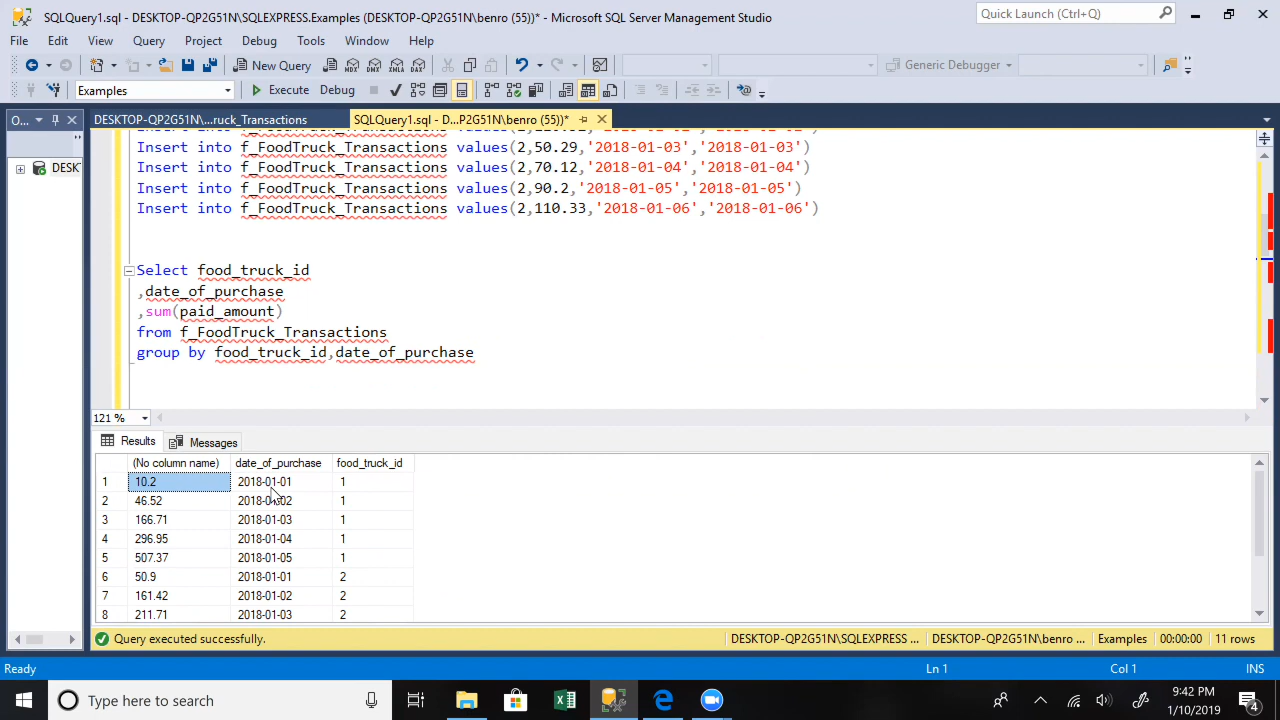 SQLQuery1.sql - DESKTOP-QP2G51N\SQLEXPRESS.Examples (DESKTOP-QP2G51N\benro (55))* - Microsoft SQL Server Management Studio
Quick Launch (Ctrl+Q)
File Edit View Query Project Debug Tools Window Help
New Query
MDX DMX XMLA DAX
Generic Debugger
Examples
Execute Debug
O...
DESKTOP-QP2G51N\...ruck_Transactions
SQLQuery1.sql - D...P2G51N\benro (55))*
DESKT
Insert into f_FoodTruck_Transactions values(2,50.29,'2018-01-03','2018-01-03')
Insert into f_FoodTruck_Transactions values(2,70.12,'2018-01-04','2018-01-04')
Insert into f_FoodTruck_Transactions values(2,90.2,'2018-01-05','2018-01-05')
Insert into f_FoodTruck_Transactions values(2,110.33,'2018-01-06','2018-01-06')
Select food_truck_id
,date_of_purchase
,sum(paid_amount)
from f_FoodTruck_Transactions
group by food_truck_id,date_of_purchase
121 %
Results Messages
(No column name) date_of_purchase food_truck_id
1 10.2 2018-01-01 1
2 46.52 2018-01-02 1
3 166.71 2018-01-03 1
4 296.95 2018-01-04 1
5 507.37 2018-01-05 1
6 50.9 2018-01-01 2
7 161.42 2018-01-02 2
8 211.71 2018-01-03 2
Query executed successfully.
DESKTOP-QP2G51N\SQLEXPRESS ... DESKTOP-QP2G51N\benro ... Examples 00:00:00 11 rows
Ready Ln 1 Col 1 INS
Type here to search
9:42 PM
1/10/2019
4